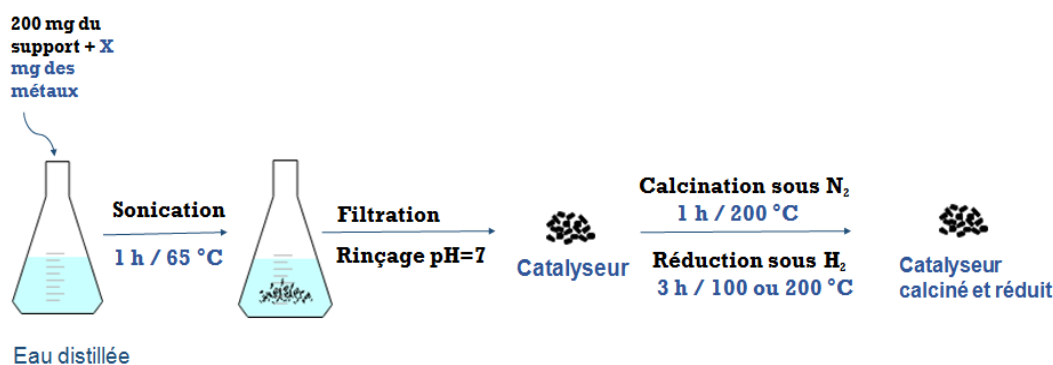 200 mg du
support + X
mg des
métaux
Eau distillée
Sonication
1 h / 65 °C
Filtration
Rinçage pH=7
Catalyseur
Calcination sous N₂
1 h / 200 °C
Réduction sous H₂
3 h / 100 ou 200 °C
Catalyseur
calciné et réduit